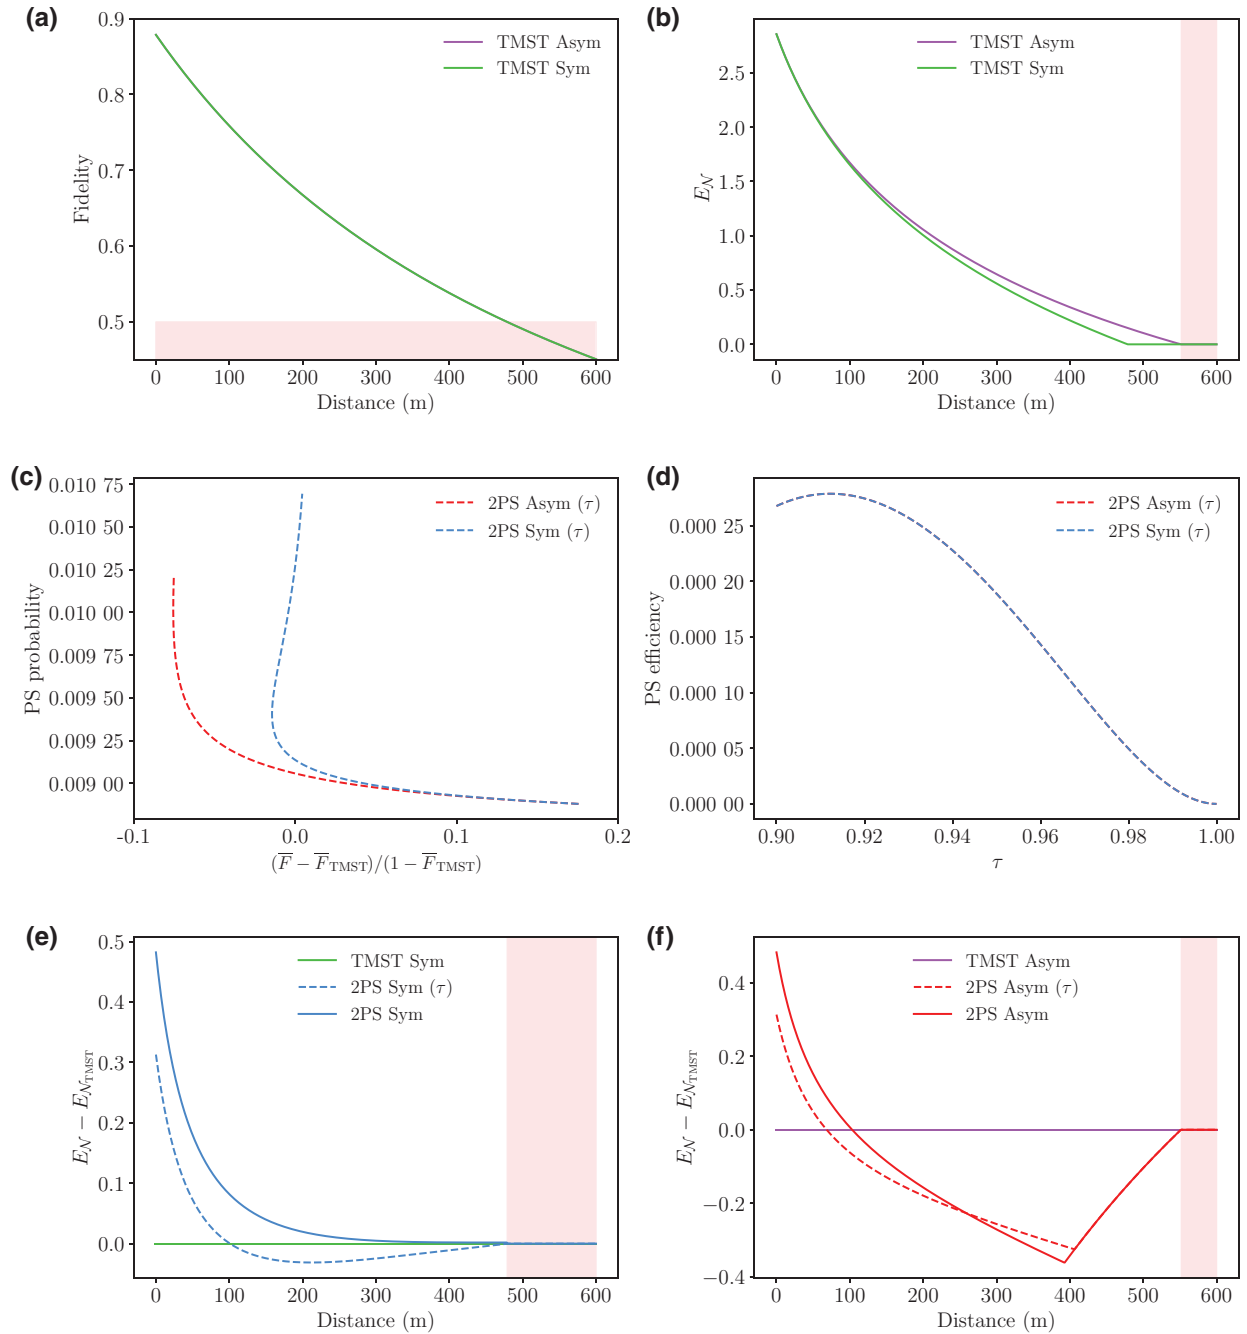 (a)
0.9
0.8
0.7
0.6
0.5
Fidelity
TMST Asym
TMST Sym
0 100 200 300 400 500 600
Distance (m)
(b)
2.5
2.0
1.5
1.0
0.5
0.0
E𝒩
TMST Asym
TMST Sym
0 100 200 300 400 500 600
Distance (m)
(c)
0.010 75
0.010 50
0.010 25
0.010 00
0.009 75
0.009 50
0.009 25
0.009 00
PS probability
2PS Asym (τ)
2PS Sym (τ)
-0.1 0.0 0.1 0.2
(F̅ − F̅TMST)/(1 − F̅TMST)
(d)
0.000 25
0.000 20
0.000 15
0.000 10
0.000 05
0.000 00
PS efficiency
2PS Asym (τ)
2PS Sym (τ)
0.90 0.92 0.94 0.96 0.98 1.00
τ
(e)
0.5
0.4
0.3
0.2
0.1
0.0
E𝒩 − E𝒩TMST
TMST Sym
2PS Sym (τ)
2PS Sym
0 100 200 300 400 500 600
Distance (m)
(f)
0.4
0.2
0.0
−0.2
−0.4
E𝒩 − E𝒩TMST
TMST Asym
2PS Asym (τ)
2PS Asym
0 100 200 300 400 500 600
Distance (m)